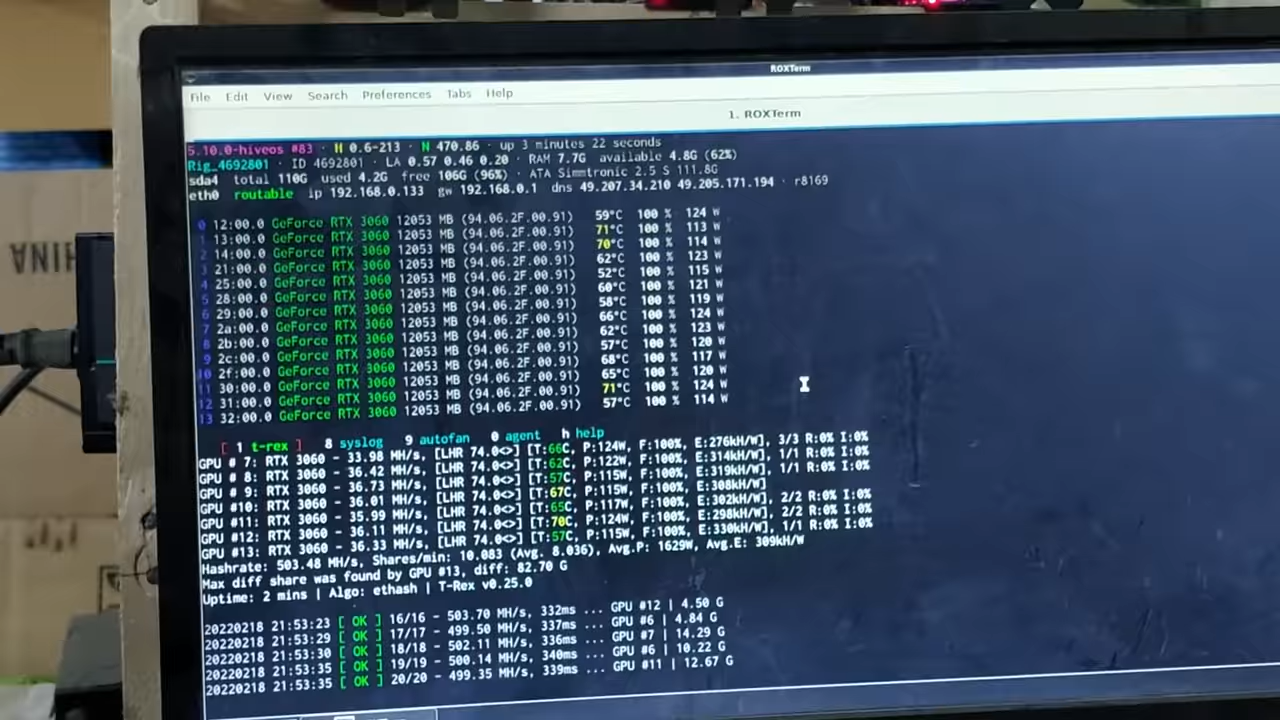 ROXTerm
File Edit View Search Preferences Tabs Help
1. ROXTerm
5.10.0-hiveos #83 · H 0.6-213 · N 470.86 · up 3 minutes 22 seconds
Rig_4692801 · ID 4692801 · LA 0.57 0.46 0.20 · RAM 7.7G available 4.8G (62%)
sda4 total 110G used 4.2G free 106G (96%) · ATA Simmtronic 2.5 S 111.8G
eth0 routable ip 192.168.0.133 gw 192.168.0.1 dns 49.207.34.210 49.205.171.194 · r8169
0 12:00.0 GeForce RTX 3060 12053 MB (94.06.2F.00.91) 59°C 100 % 124 W
1 13:00.0 GeForce RTX 3060 12053 MB (94.06.2F.00.91) 71°C 100 % 113 W
2 14:00.0 GeForce RTX 3060 12053 MB (94.06.2F.00.91) 70°C 100 % 114 W
3 21:00.0 GeForce RTX 3060 12053 MB (94.06.2F.00.91) 62°C 100 % 123 W
4 25:00.0 GeForce RTX 3060 12053 MB (94.06.2F.00.91) 52°C 100 % 115 W
5 28:00.0 GeForce RTX 3060 12053 MB (94.06.2F.00.91) 60°C 100 % 121 W
6 29:00.0 GeForce RTX 3060 12053 MB (94.06.2F.00.91) 58°C 100 % 119 W
7 2a:00.0 GeForce RTX 3060 12053 MB (94.06.2F.00.91) 66°C 100 % 124 W
8 2b:00.0 GeForce RTX 3060 12053 MB (94.06.2F.00.91) 62°C 100 % 123 W
9 2c:00.0 GeForce RTX 3060 12053 MB (94.06.2F.00.91) 57°C 100 % 120 W
10 2f:00.0 GeForce RTX 3060 12053 MB (94.06.2F.00.91) 68°C 100 % 117 W
11 30:00.0 GeForce RTX 3060 12053 MB (94.06.2F.00.91) 65°C 100 % 120 W
12 31:00.0 GeForce RTX 3060 12053 MB (94.06.2F.00.91) 71°C 100 % 124 W
13 32:00.0 GeForce RTX 3060 12053 MB (94.06.2F.00.91) 57°C 100 % 114 W
[ 1 t-rex ] 8 syslog 9 autofan 0 agent h help
GPU # 7: RTX 3060 - 33.98 MH/s, [LHR 74.0<>] [T:66C, P:124W, F:100%, E:276kH/W], 3/3 R:0% I:0%
GPU # 8: RTX 3060 - 36.42 MH/s, [LHR 74.0<>] [T:62C, P:122W, F:100%, E:314kH/W], 1/1 R:0% I:0%
GPU # 9: RTX 3060 - 36.73 MH/s, [LHR 74.0<>] [T:57C, P:115W, F:100%, E:319kH/W], 1/1 R:0% I:0%
GPU #10: RTX 3060 - 36.01 MH/s, [LHR 74.0<>] [T:67C, P:115W, F:100%, E:308kH/W]
GPU #11: RTX 3060 - 35.99 MH/s, [LHR 74.0<>] [T:65C, P:117W, F:100%, E:302kH/W], 2/2 R:0% I:0%
GPU #12: RTX 3060 - 36.11 MH/s, [LHR 74.0<>] [T:70C, P:124W, F:100%, E:298kH/W], 2/2 R:0% I:0%
GPU #13: RTX 3060 - 36.33 MH/s, [LHR 74.0<>] [T:57C, P:115W, F:100%, E:330kH/W], 1/1 R:0% I:0%
Hashrate: 503.48 MH/s, Shares/min: 10.083 (Avg. 8.036), Avg.P: 1629W, Avg.E: 309kH/W
Max diff share was found by GPU #13, diff: 82.70 G
Uptime: 2 mins | Algo: ethash | T-Rex v0.25.0
20220218 21:53:23 [ OK ] 16/16 - 503.70 MH/s, 332ms ... GPU #12 | 4.50 G
20220218 21:53:29 [ OK ] 17/17 - 499.50 MH/s, 337ms ... GPU #6 | 4.84 G
20220218 21:53:30 [ OK ] 18/18 - 502.11 MH/s, 336ms ... GPU #7 | 14.29 G
20220218 21:53:35 [ OK ] 19/19 - 500.14 MH/s, 340ms ... GPU #6 | 10.22 G
20220218 21:53:35 [ OK ] 20/20 - 499.35 MH/s, 339ms ... GPU #11 | 12.67 G